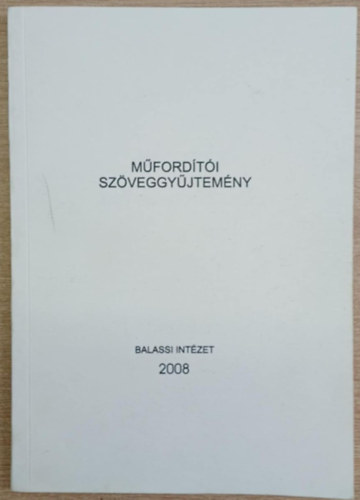 MŰFORDÍTÓI
SZÖVEGGYŰJTEMÉNY
BALASSI INTÉZET
2008